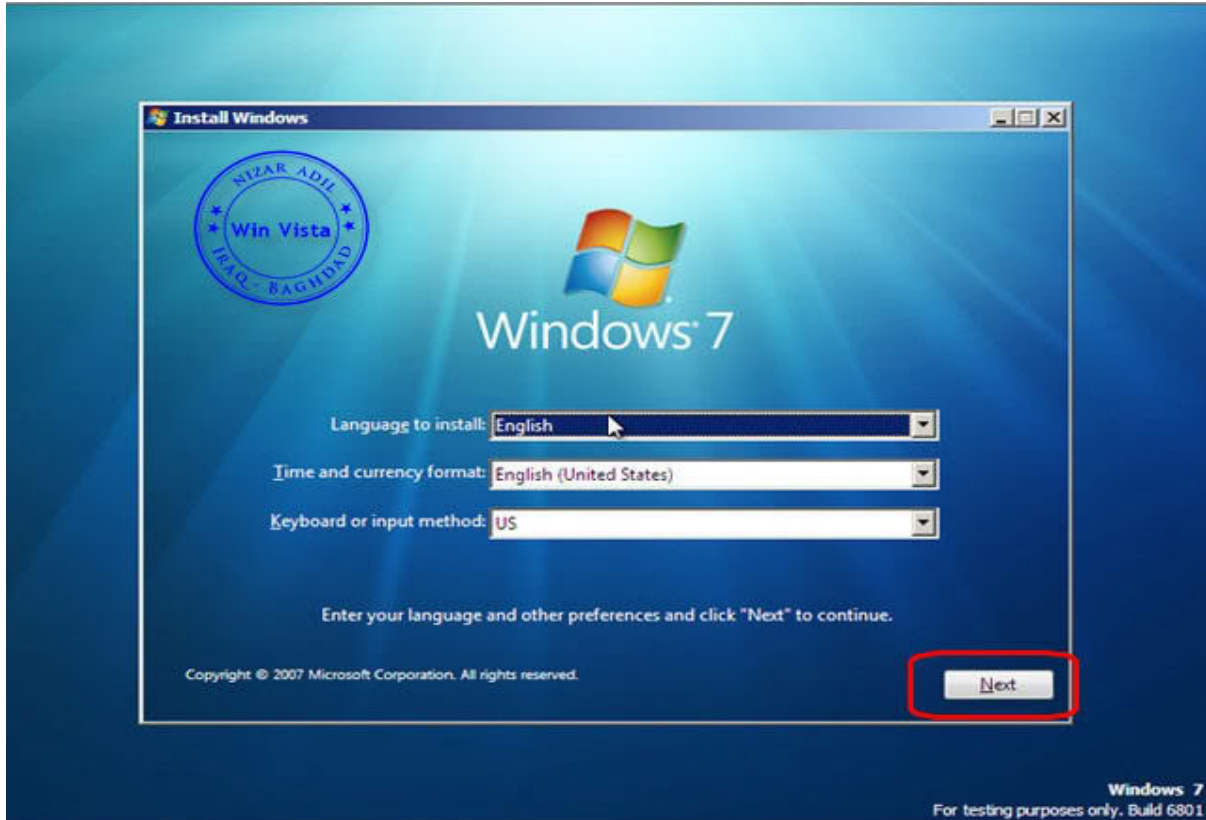 Install Windows
NIZAR ADIL
Win Vista
IRAQ - BAGHDAD
Windows 7
Language to install: English
Time and currency format: English (United States)
Keyboard or input method: US
Enter your language and other preferences and click "Next" to continue.
Copyright © 2007 Microsoft Corporation. All rights reserved.
Next
Windows 7
For testing purposes only. Build 6801